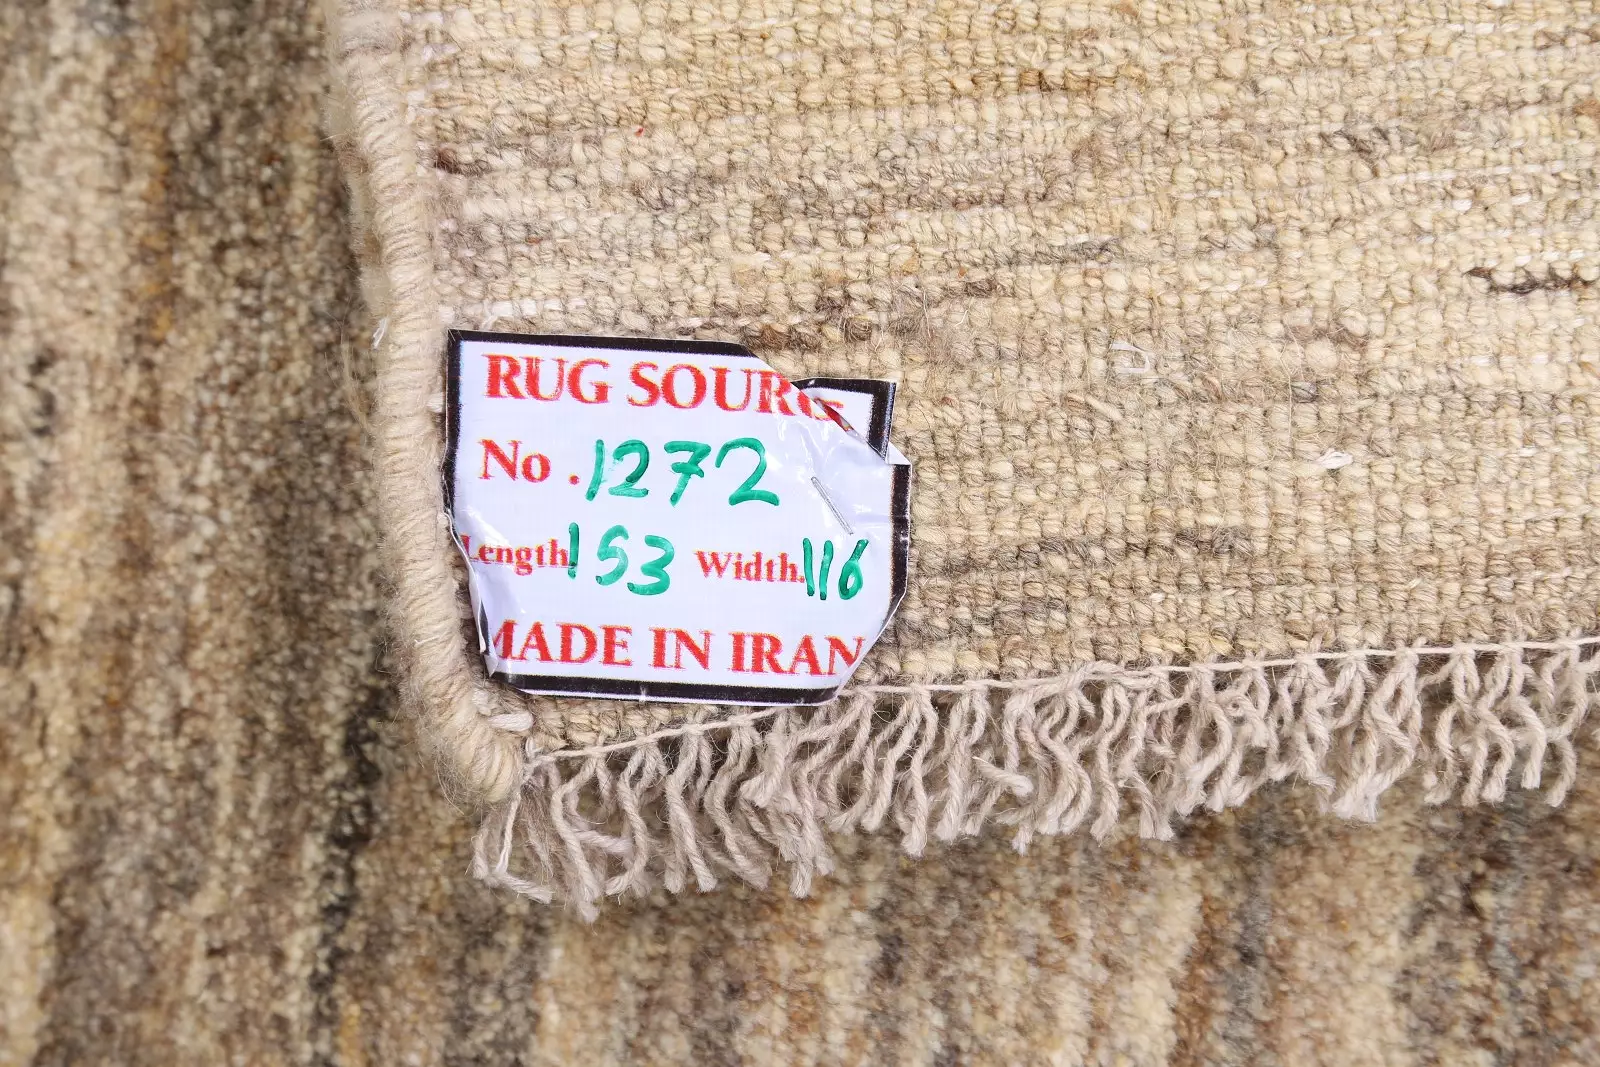 RUG SOURC
No . 1272
Length. 153 Width. 116
MADE IN IRAN